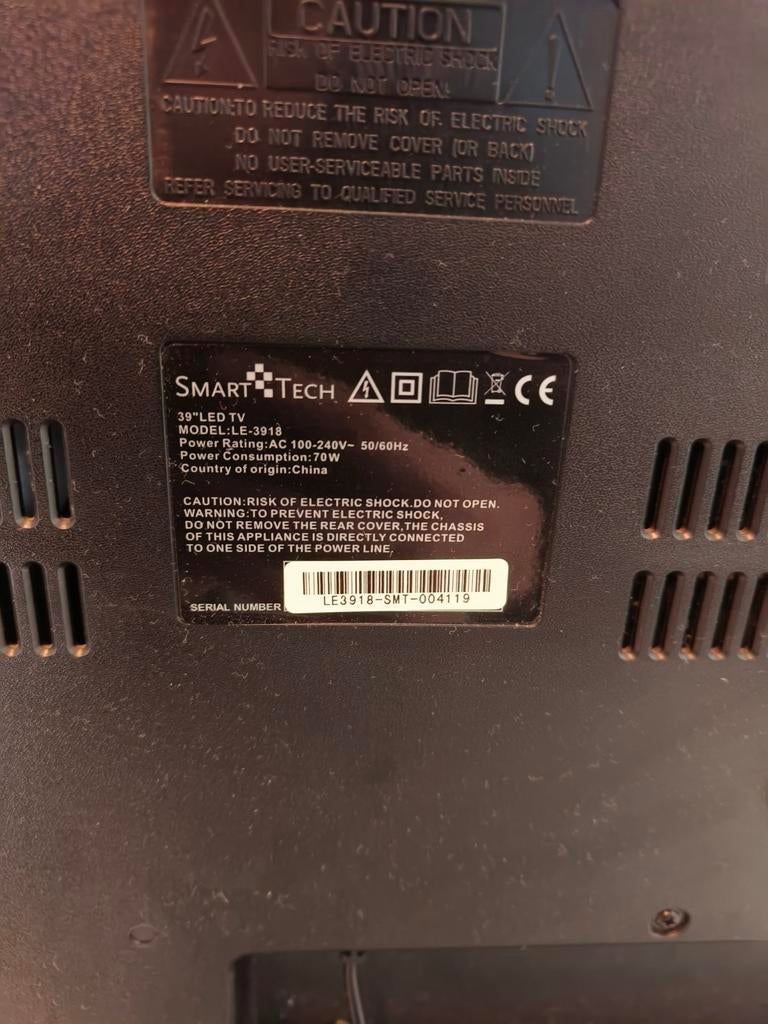 CAUTION
RISK OF ELECTRIC SHOCK
DO NOT OPEN!
CAUTION:TO REDUCE THE RISK OF ELECTRIC SHOCK
DO NOT REMOVE COVER (OR BACK)
NO USER-SERVICEABLE PARTS INSIDE
REFER SERVICING TO QUALIFIED SERVICE PERSONNEL
SMART TECH CE
39"LED TV
MODEL:LE-3918
Power Rating:AC 100-240V~ 50/60Hz
Power Consumption:70W
Country of origin:China
CAUTION:RISK OF ELECTRIC SHOCK.DO NOT OPEN.
WARNING:TO PREVENT ELECTRIC SHOCK,
DO NOT REMOVE THE REAR COVER,THE CHASSIS
OF THIS APPLIANCE IS DIRECTLY CONNECTED
TO ONE SIDE OF THE POWER LINE,
SERIAL NUMBER LE3918-SMT-004119